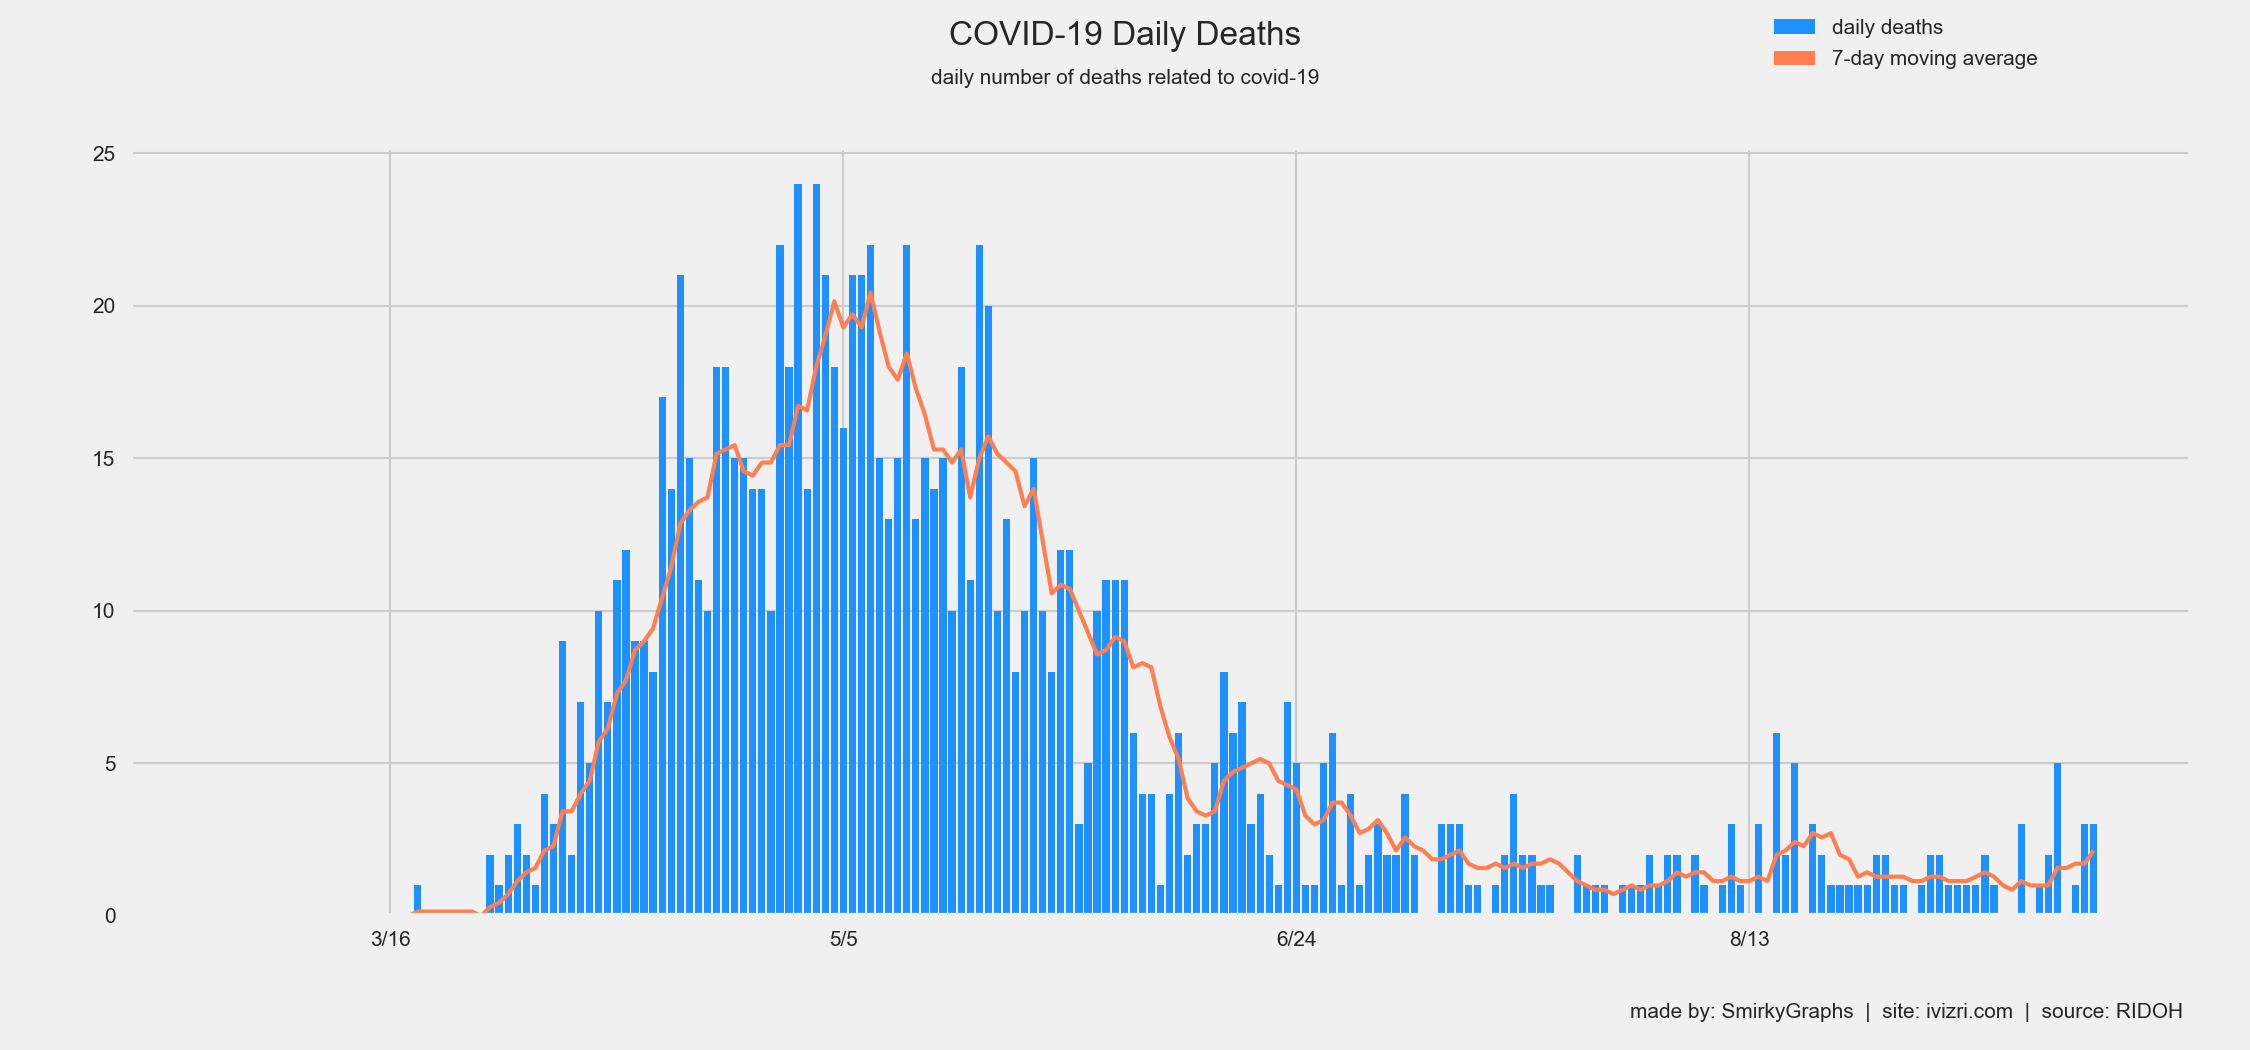 COVID-19 Daily Deaths
daily number of deaths related to covid-19
daily deaths
7-day moving average
25
20
15
10
5
0
3/16
5/5
6/24
8/13
made by: SmirkyGraphs | site: ivizri.com | source: RIDOH